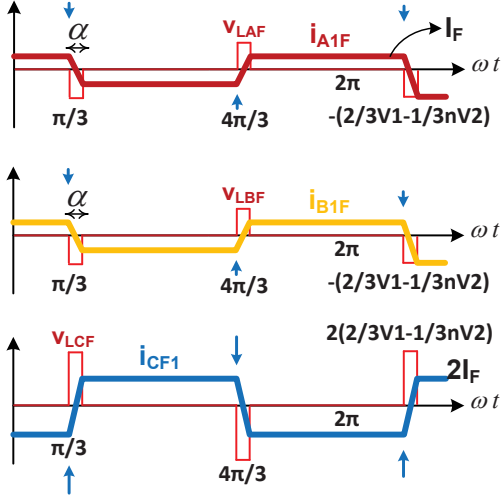 α
v_LAF
i_A1F
I_F
ω t
π/3
4π/3
2π
-(2/3V1-1/3nV2)
α
v_LBF
i_B1F
ω t
π/3
4π/3
2π
-(2/3V1-1/3nV2)
v_LCF
i_CF1
2(2/3V1-1/3nV2)
2I_F
ω t
π/3
4π/3
2π